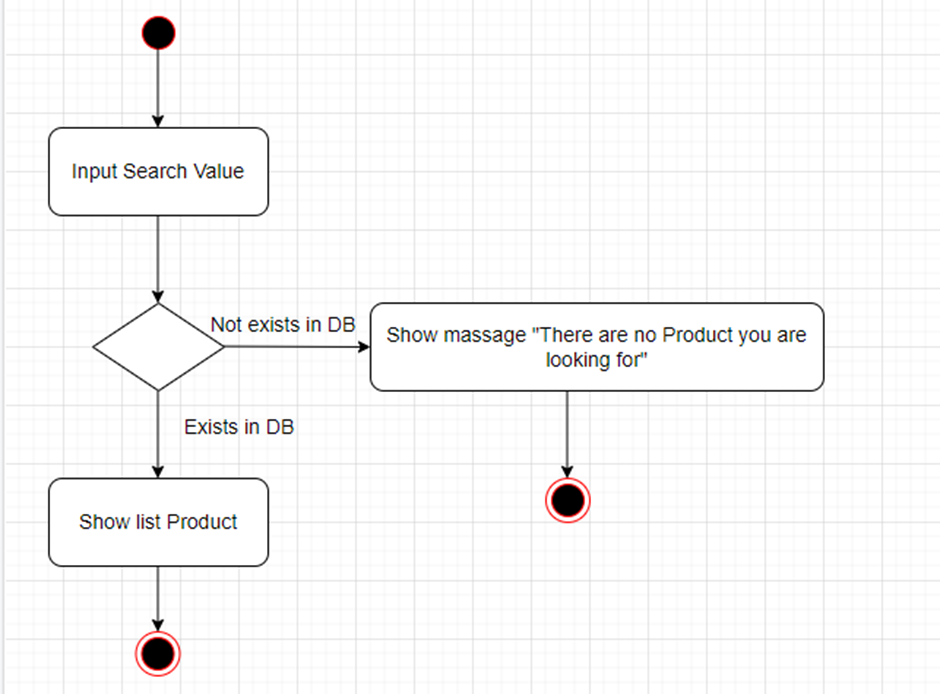 Input Search Value
Not exists in DB
Show massage "There are no Product you are
looking for"
Exists in DB
Show list Product